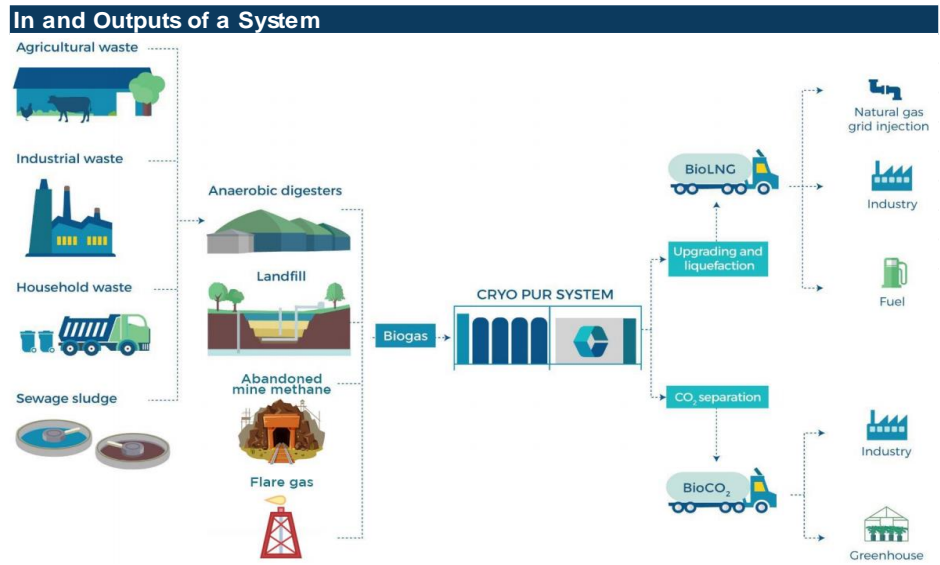 In and Outputs of a System
Agricultural waste
Industrial waste
Household waste
Sewage sludge
Anaerobic digesters
Landfill
Abandoned
mine methane
Flare gas
Biogas
CRYO PUR SYSTEM
Upgrading and
liquefaction
BioLNG
Natural gas
grid injection
Industry
Fuel
CO₂ separation
BioCO₂
Industry
Greenhouse